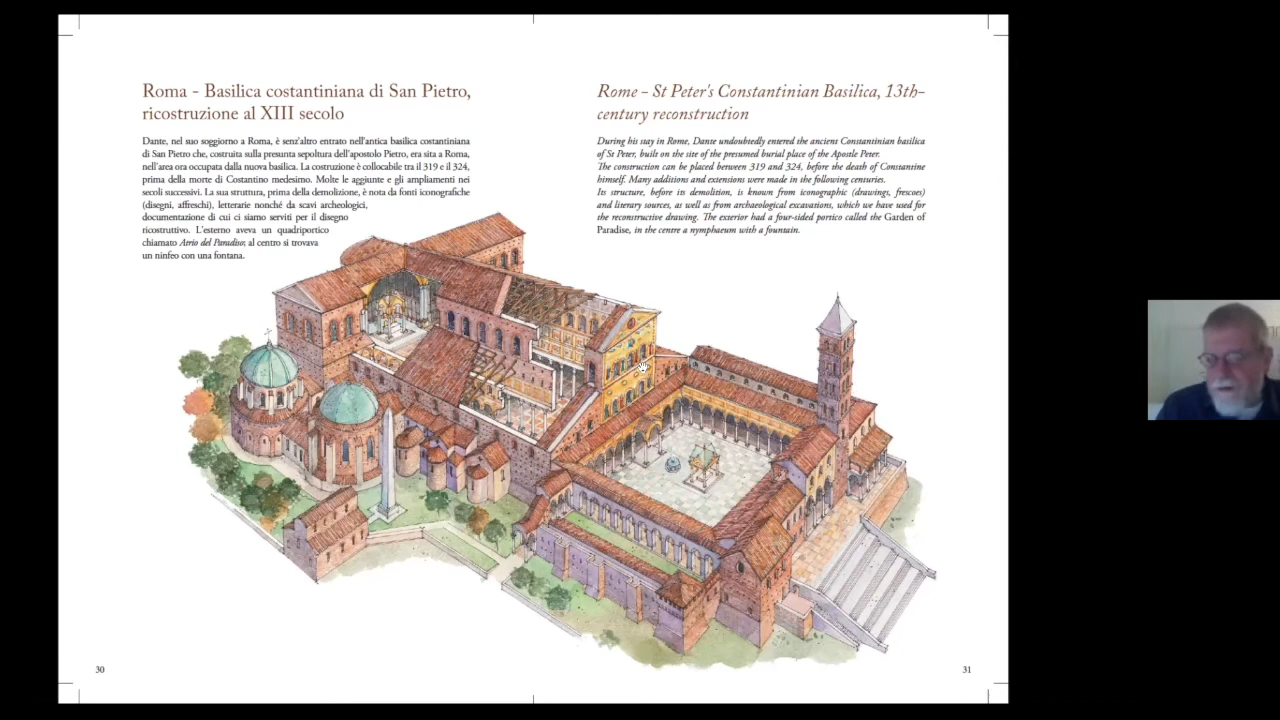 Roma - Basilica costantiniana di San Pietro,
ricostruzione al XIII secolo
Dante, nel suo soggiorno a Roma, è senz'altro entrato nell'antica basilica costantiniana
di San Pietro che, costruita sulla presunta sepoltura dell'apostolo Pietro, era sita a Roma,
nell'area ora occupata dalla nuova basilica. La costruzione è collocabile tra il 319 e il 324,
prima della morte di Costantino medesimo. Molte le aggiunte e gli ampliamenti nei
secoli successivi. La sua struttura, prima della demolizione, è nota da fonti iconografiche
(disegni, affreschi), letterarie nonché da scavi archeologici,
documentazione di cui ci siamo serviti per il disegno
ricostruttivo. L'esterno aveva un quadriportico
chiamato Atrio del Paradiso; al centro si trovava
un ninfeo con una fontana.
Rome - St Peter's Constantinian Basilica, 13th-
century reconstruction
During his stay in Rome, Dante undoubtedly entered the ancient Constantinian basilica
of St Peter, built on the site of the presumed burial place of the Apostle Peter.
The construction can be placed between 319 and 324, before the death of Constantine
himself. Many additions and extensions were made in the following centuries.
Its structure, before its demolition, is known from iconographic (drawings, frescoes)
and literary sources, as well as from archaeological excavations, which we have used for
the reconstructive drawing. The exterior had a four-sided portico called the Garden of
Paradise, in the centre a nymphaeum with a fountain.
30
31